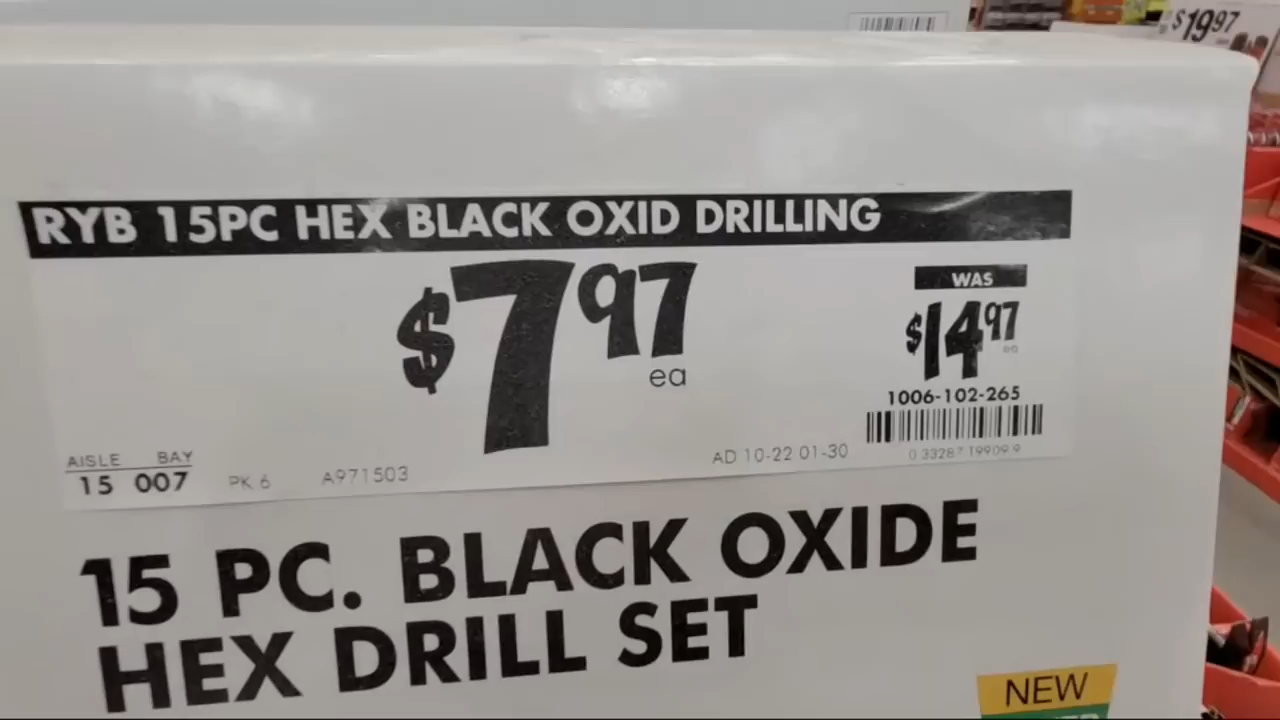 $19.97
RYB 15PC HEX BLACK OXID DRILLING
$7.97
ea
WAS
$14.97
ea
1006-102-265
0 33287 19909 9
AISLE BAY
15 007
PK 6
A971503
AD 10-22 01-30
15 PC. BLACK OXIDE
HEX DRILL SET
NEW